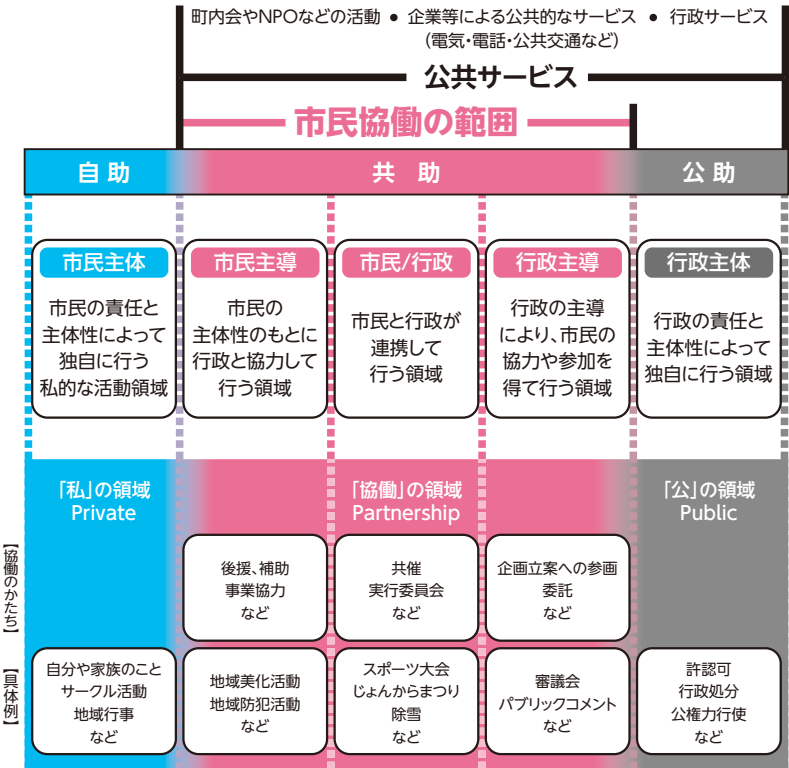 町内会やNPOなどの活動 ● 企業等による公共的なサービス ● 行政サービス
（電気・電話・公共交通など）
公共サービス
市民協働の範囲
自助
共 助
公助
市民主体
市民の責任と
主体性によって
独自に行う
私的な活動領域
市民主導
市民の
主体性のもとに
行政と協力して
行う領域
市民/行政
市民と行政が
連携して
行う領域
行政主導
行政の主導
により、市民の
協力や参加を
得て行う領域
行政主体
行政の責任と
主体性によって
独自に行う領域
「私」の領域
Private
「協働」の領域
Partnership
「公」の領域
Public
【協働のかたち】
後援、補助
事業協力
など
共催
実行委員会
など
企画立案への参画
委託
など
【具体例】
自分や家族のこと
サークル活動
地域行事
など
地域美化活動
地域防犯活動
など
スポーツ大会
じょんからまつり
除雪
など
審議会
パブリックコメント
など
許認可
行政処分
公権力行使
など